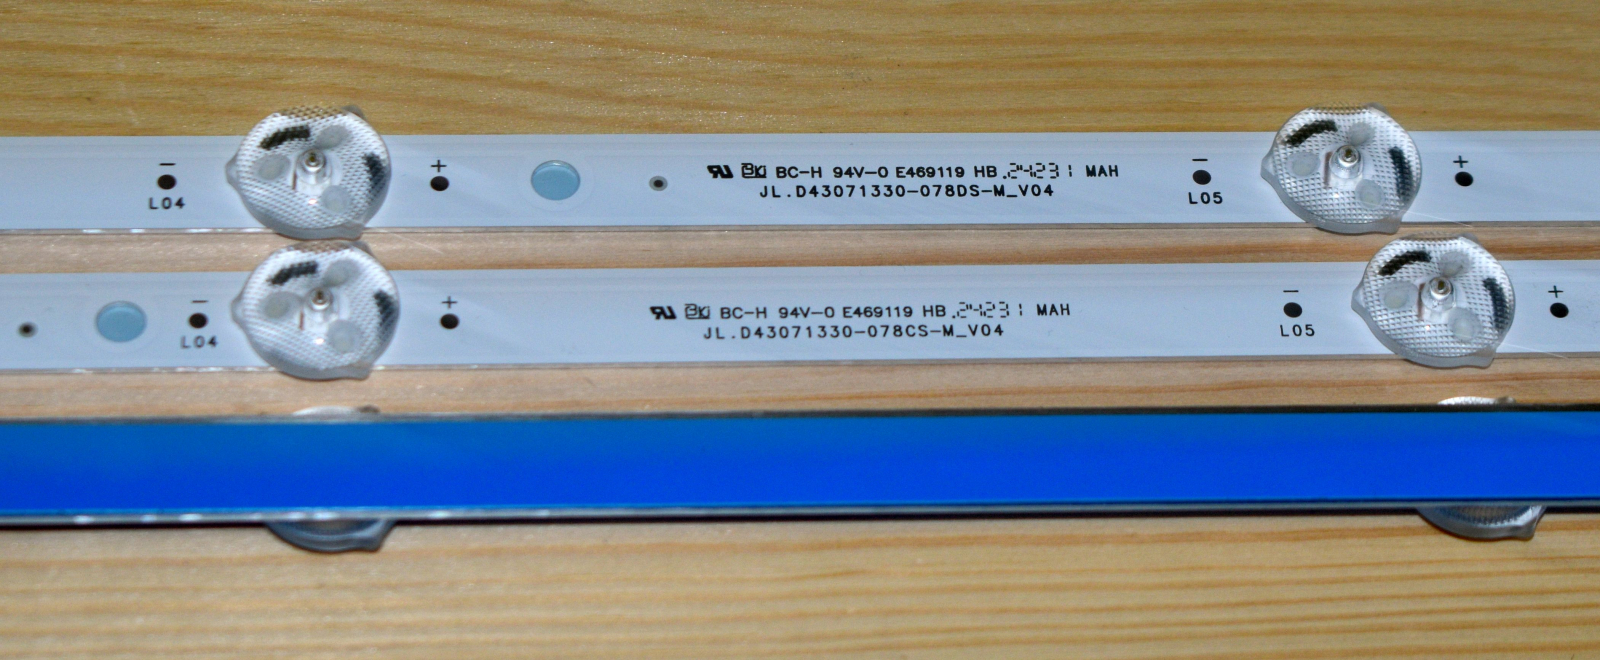 BC-H 94V-0 E469119 HB 24231 MAH
JL.D43071330-078DS-M_V04
- + - +
L04 L05
BC-H 94V-0 E469119 HB 24231 MAH
JL.D43071330-078CS-M_V04
- + - +
L04 L05